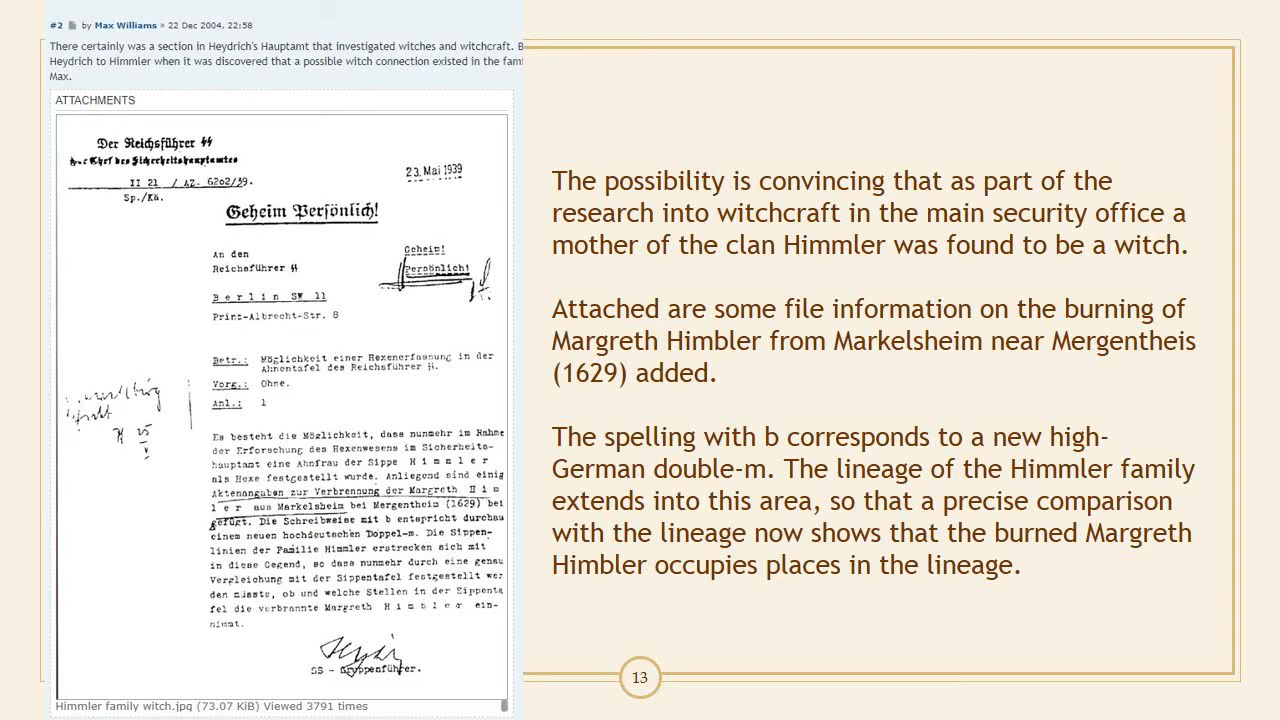 #2 by Max Williams » 22 Dec 2004, 22:58
There certainly was a section in Heydrich's Hauptamt that investigated witches and witchcraft. B
Heydrich to Himmler when it was discovered that a possible witch connection existed in the fam
Max.
ATTACHMENTS
Der Reichsführer SS
Chef des Sicherheitshauptamtes
II 21 / AZ. 6202/39.
Sp./Kä.
23. Mai 1939
Geheim Persönlich!
An den
Reichsführer SS
Berlin SW 11
Prinz-Albrecht-Str. 8
Geheim!
Persönlich!
Betr.: Möglichkeit einer Hexenerfassung in der
Ahnentafel des Reichsführer SS.
Vorg.: Ohne.
Anl.: 1
Es besteht die Möglichkeit, dass nunmehr im Rahme
der Erforschung des Hexenwesens im Sicherheits-
hauptamt eine Ahnfrau der Sippe H i m m l e r
als Hexe festgestellt wurde. Anliegend sind einig
Aktenangaben zur Verbrennung der Margreth H i m
l e r aus Markelsheim bei Mergentheim (1629) bei
gefügt. Die Schreibweise mit b entspricht durchau
einem neuen hochdeutschen Doppel-m. Die Sippen-
linien der Familie Himmler erstrecken sich mit
in diese Gegend, so dass nunmehr durch eine genau
Vergleichung mit der Sippentafel festgestellt wer
den müsste, ob und welche Stellen in der Sippenta
fel die verbrannte Margreth H i m b l e r ein-
nimmt.
SS - Gruppenführer.
Himmler family witch.jpg (73.07 KiB) Viewed 3791 times
The possibility is convincing that as part of the
research into witchcraft in the main security office a
mother of the clan Himmler was found to be a witch.
Attached are some file information on the burning of
Margreth Himbler from Markelsheim near Mergentheis
(1629) added.
The spelling with b corresponds to a new high-
German double-m. The lineage of the Himmler family
extends into this area, so that a precise comparison
with the lineage now shows that the burned Margreth
Himbler occupies places in the lineage.
13